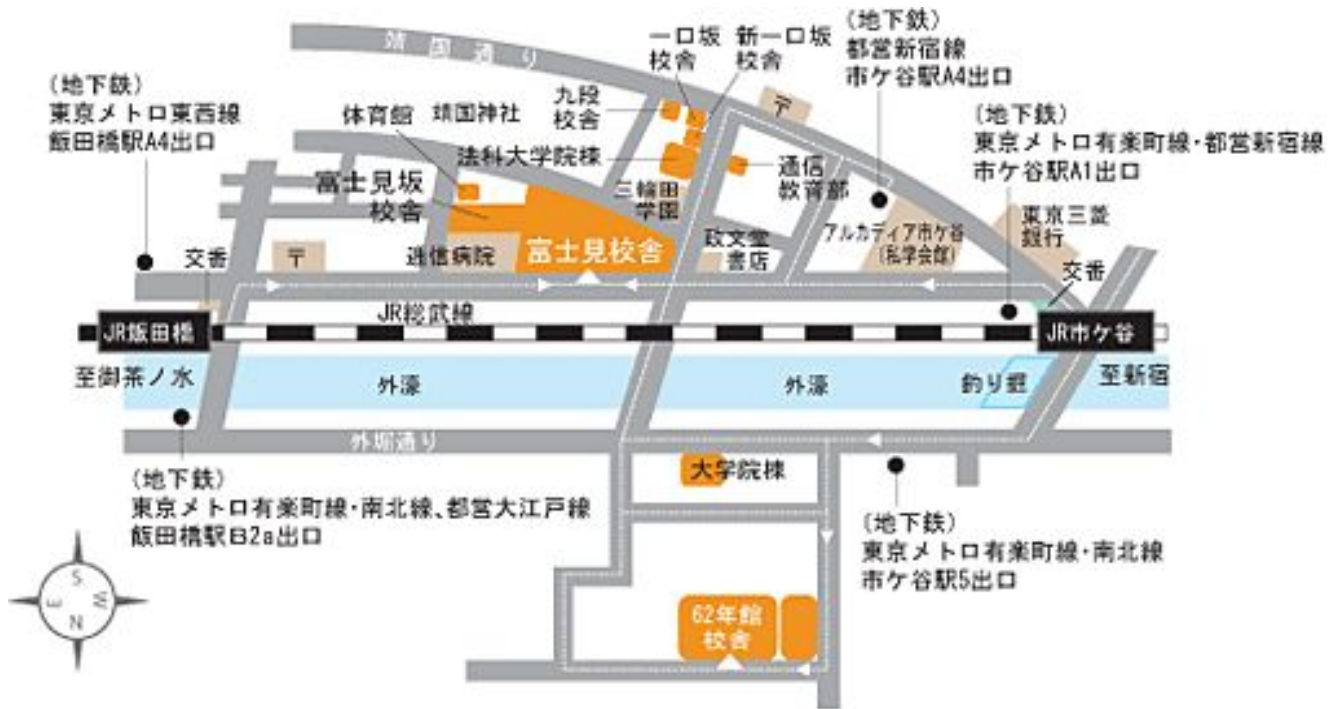 靖国通り
一口坂
校舎
新一口坂
校舎
(地下鉄)
都営新宿線
市ケ谷駅A4出口
(地下鉄)
東京メトロ東西線
飯田橋駅A4出口
体育館
靖国神社
九段
校舎
〒
(地下鉄)
東京メトロ有楽町線・都営新宿線
市ケ谷駅A1出口
法科大学院棟
通信
教育部
富士見坂
校舎
三輪田
学園
アルカディア市ケ谷
(私学会館)
東京三菱
銀行
交番
〒
逓信病院
富士見校舎
政文堂
書店
交番
JR総武線
JR飯田橋
JR市ケ谷
至御茶ノ水
外濠
外濠
釣り堀
至新宿
外堀通り
(地下鉄)
東京メトロ有楽町線・南北線、都営大江戸線
飯田橋駅B2a出口
大学院棟
(地下鉄)
東京メトロ有楽町線・南北線
市ケ谷駅5出口
S
E
W
N
62年館
校舎